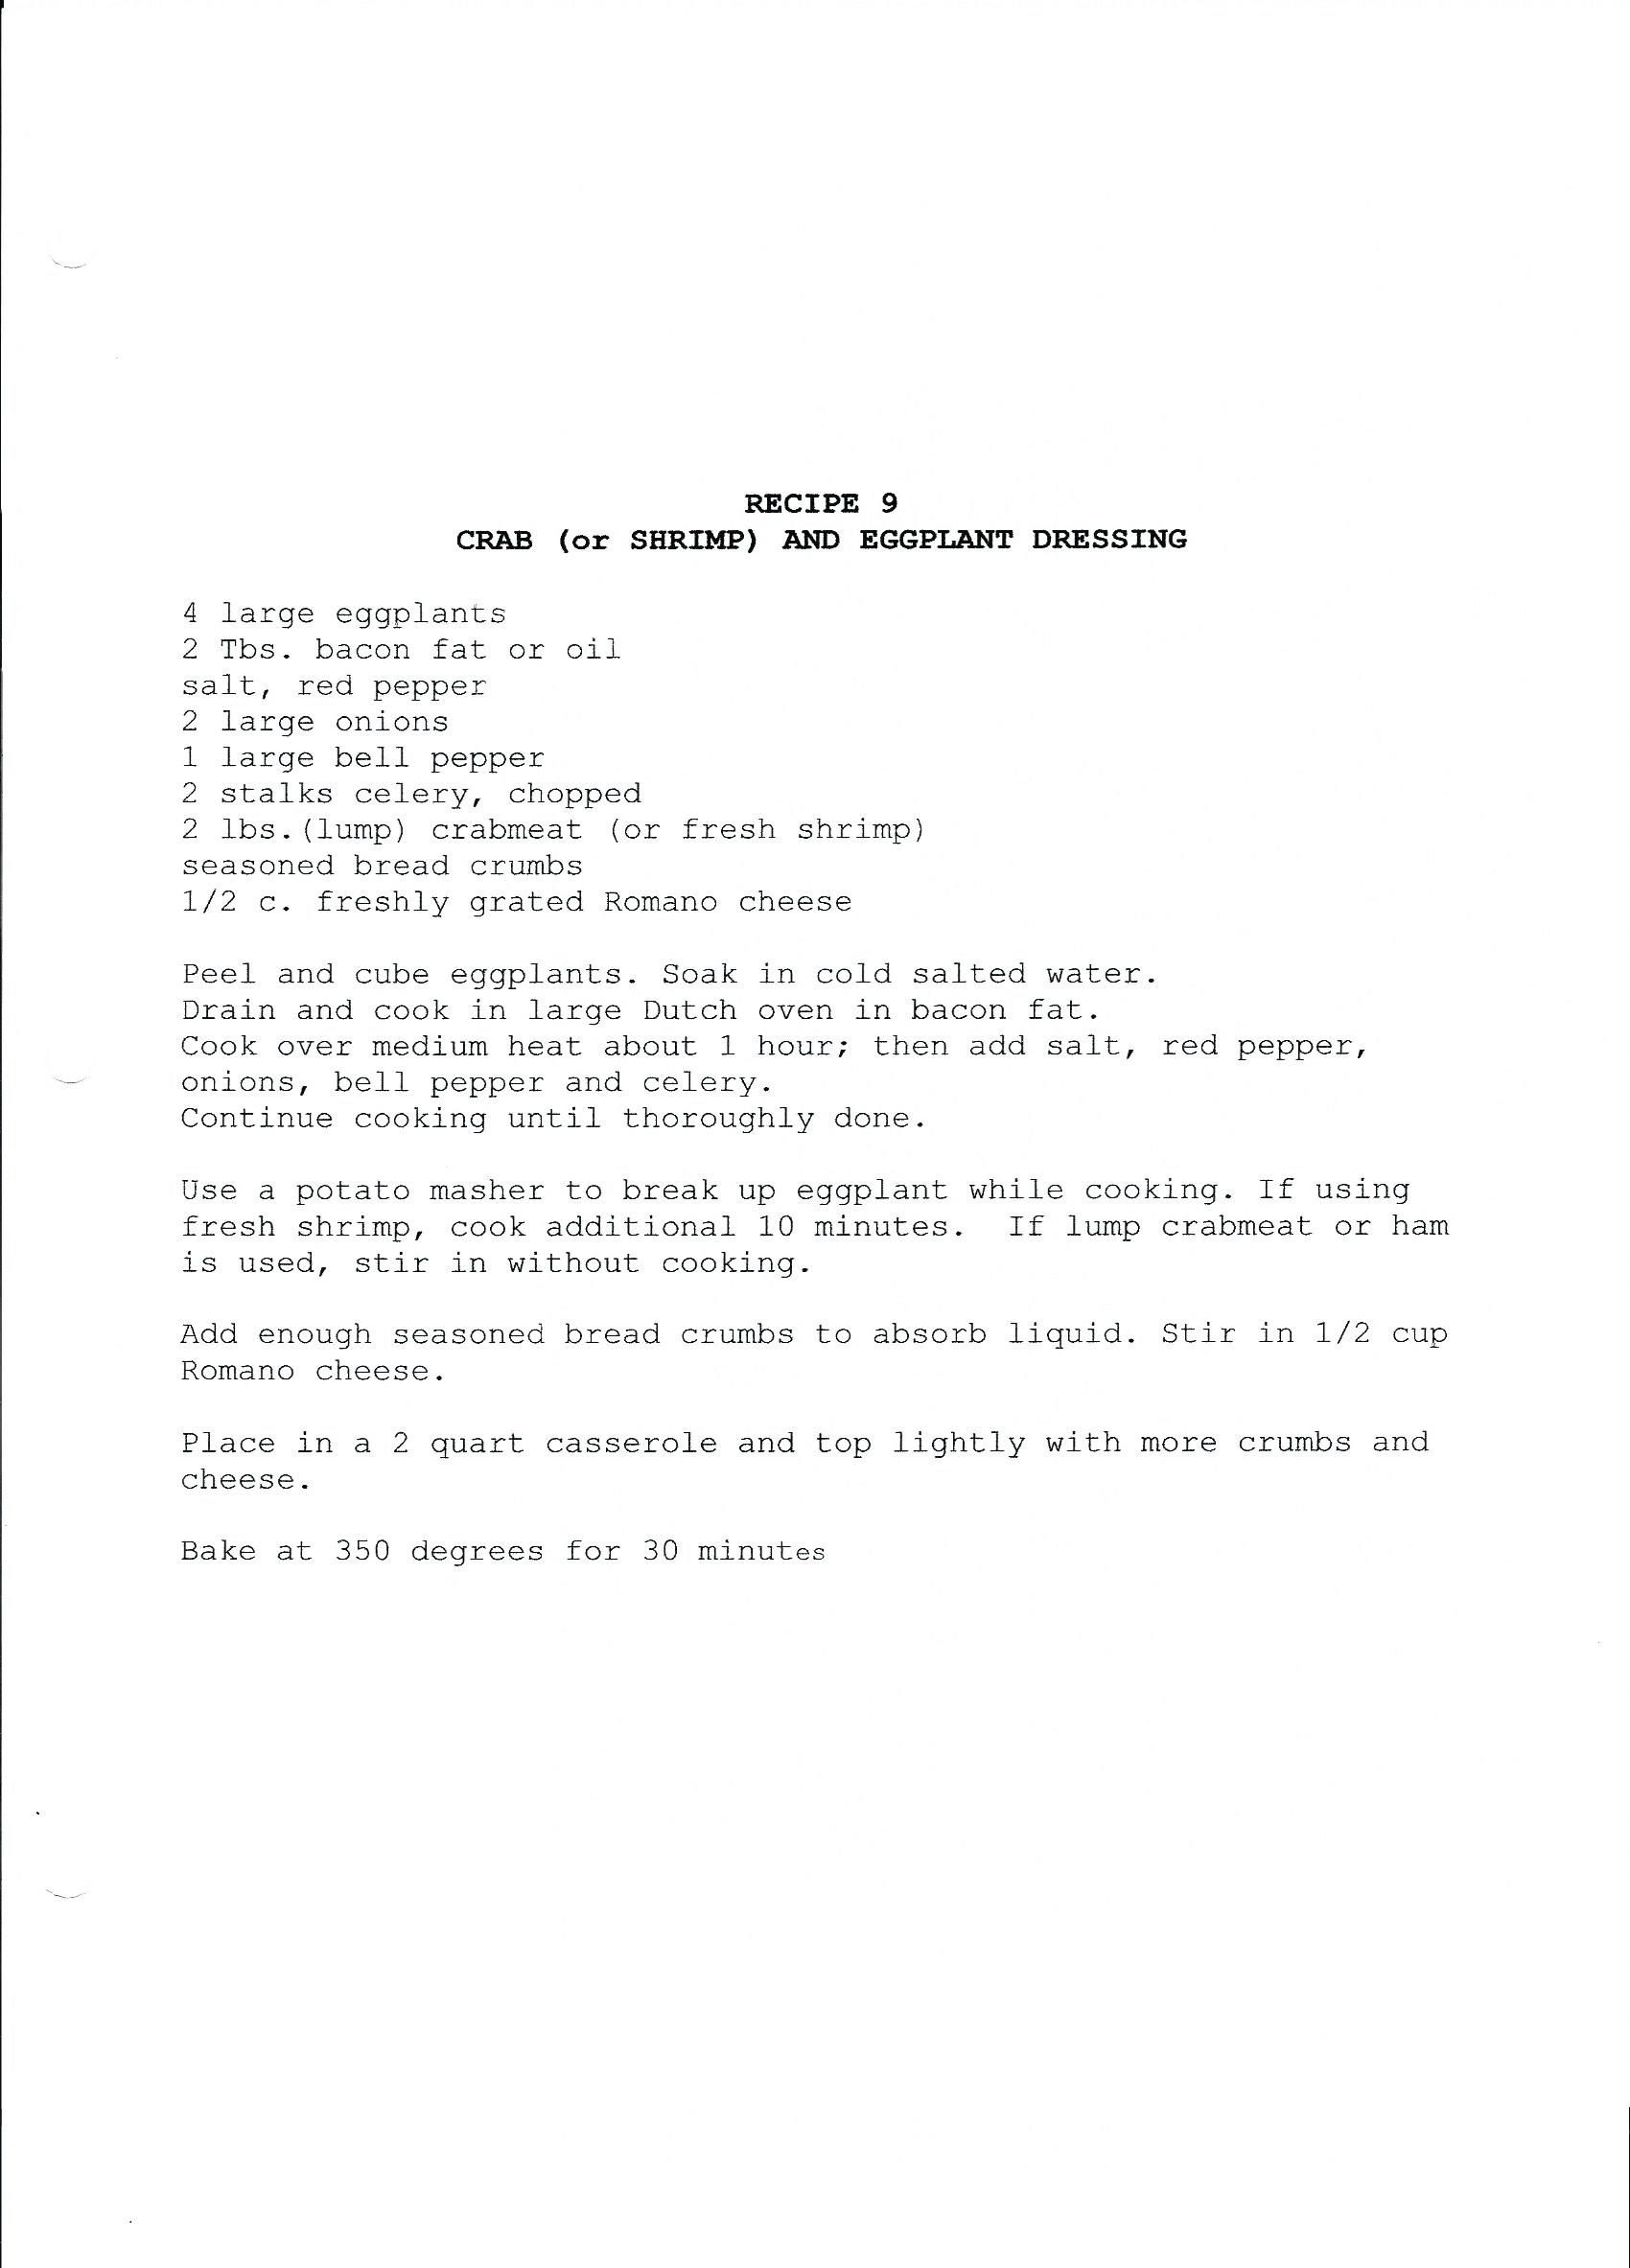 RECIPE 9
CRAB (or SHRIMP) AND EGGPLANT DRESSING
4 large eggplants
2 Tbs. bacon fat or oil
salt, red pepper
2 large onions
1 large bell pepper
2 stalks celery, chopped
2 lbs.(lump) crabmeat (or fresh shrimp)
seasoned bread crumbs
1/2 c. freshly grated Romano cheese
Peel and cube eggplants. Soak in cold salted water.
Drain and cook in large Dutch oven in bacon fat.
Cook over medium heat about 1 hour; then add salt, red pepper,
onions, bell pepper and celery.
Continue cooking until thoroughly done.
Use a potato masher to break up eggplant while cooking. If using
fresh shrimp, cook additional 10 minutes.  If lump crabmeat or ham
is used, stir in without cooking.
Add enough seasoned bread crumbs to absorb liquid. Stir in 1/2 cup
Romano cheese.
Place in a 2 quart casserole and top lightly with more crumbs and
cheese.
Bake at 350 degrees for 30 minutes